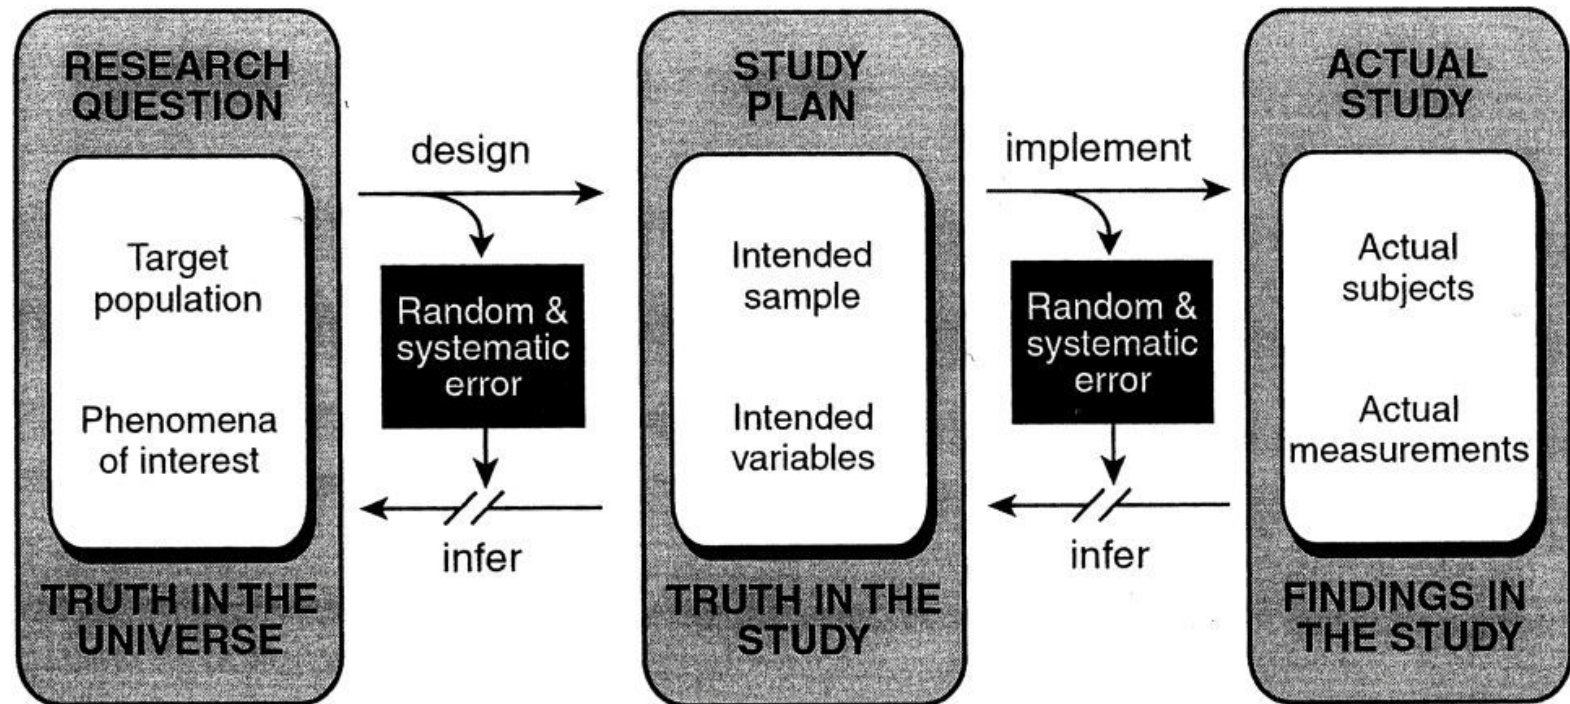 RESEARCH
QUESTION
Target
population
Phenomena
of interest
TRUTH IN THE
UNIVERSE
design
Random &
systematic
error
infer
STUDY
PLAN
Intended
sample
Intended
variables
TRUTH IN THE
STUDY
implement
Random &
systematic
error
infer
ACTUAL
STUDY
Actual
subjects
Actual
measurements
FINDINGS IN
THE STUDY